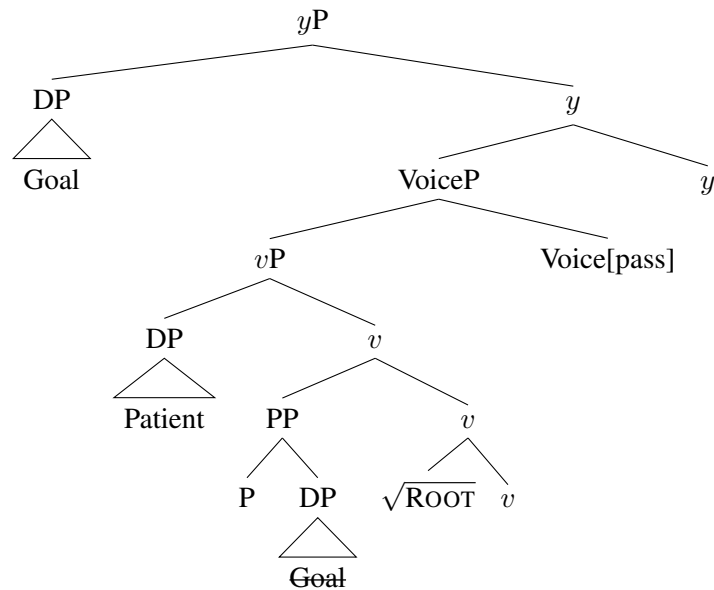 yP
DP y
Goal VoiceP y
vP Voice[pass]
DP v
Patient PP v
P DP √ROOT v
Goal